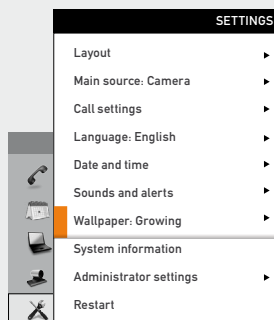 SETTINGS
Layout
Main source: Camera
Call settings
Language: English
Date and time
Sounds and alerts
Wallpaper: Growing
System information
Administrator settings
Restart